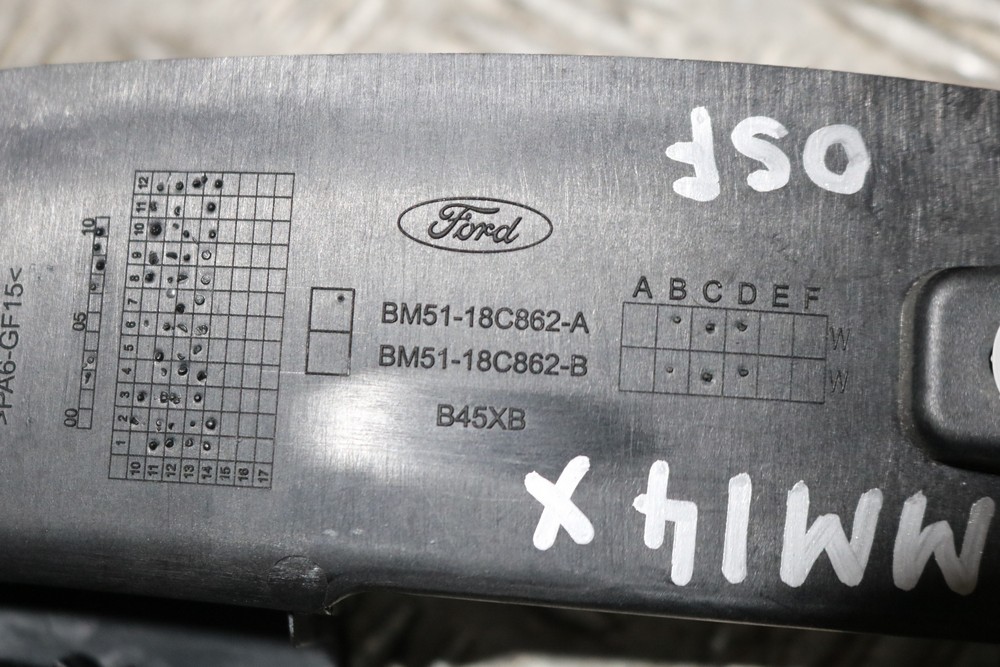 OSF
Ford
BM51-18C862-A
BM51-18C862-B
B45XB
A B C D E F
W
W
>PA6-GF15<
00 05 10
1 2 3 4 5 6 7 8 9 10 11 12
10 11 12 13 14 15 16 17
MM14X